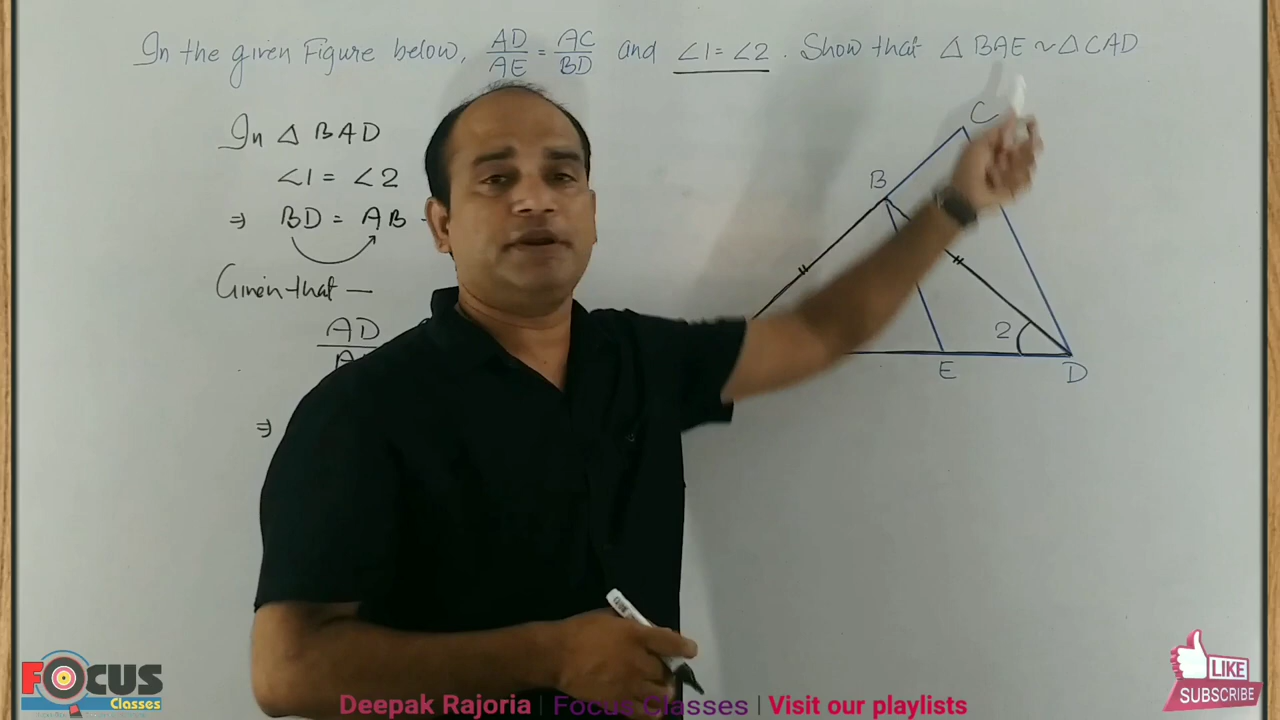 In the given Figure below, AD/AE = AC/BD and ∠1 = ∠2. Show that △ BAE ~ △ CAD
In △ BAD
∠1 = ∠2
⇒ BD = AB
Given that —
AD
⇒
C
B
2
E
D
FOCUS
Classes
Deepak Rajoria | Focus Classes | Visit our playlists
LIKE
SUBSCRIBE